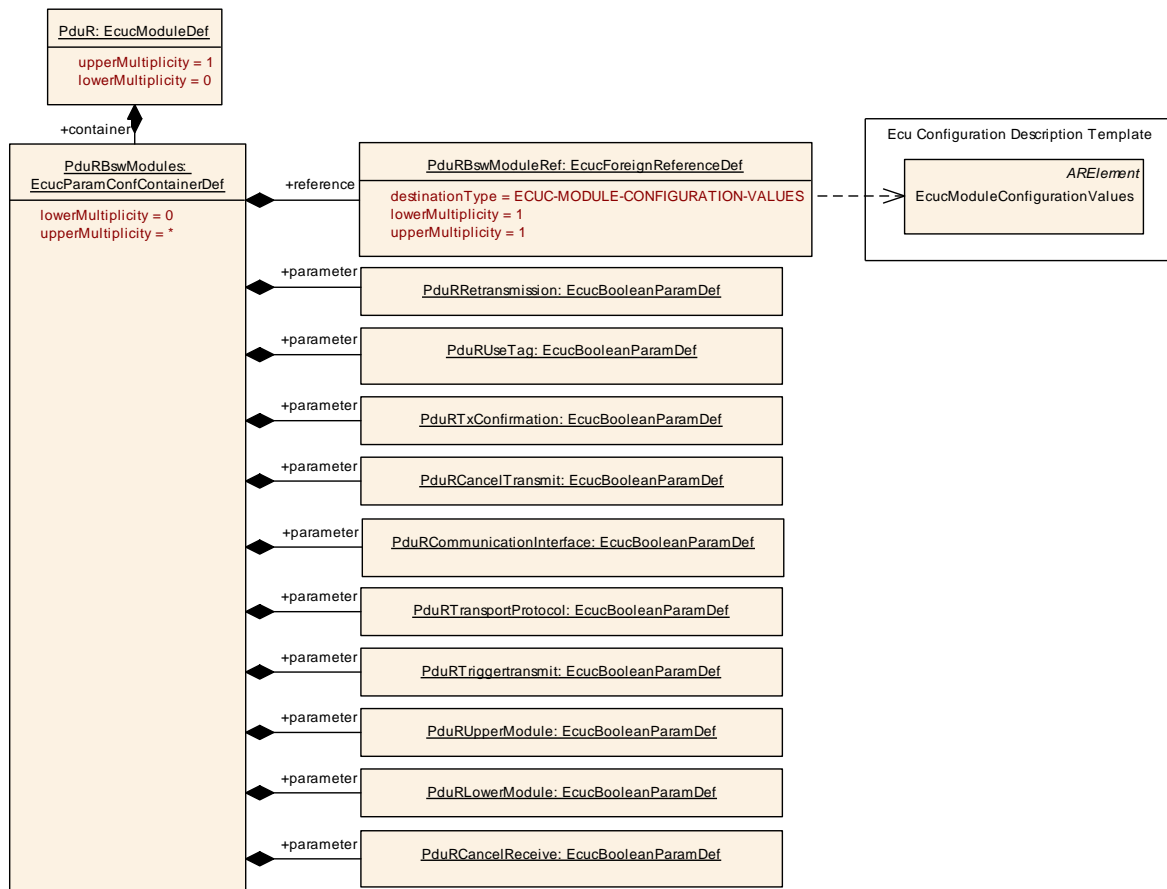 PduR: EcucModuleDef
upperMultiplicity = 1
lowerMultiplicity = 0
+container
PduRBswModules:
EcucParamConfContainerDef
lowerMultiplicity = 0
upperMultiplicity = *
+reference
PduRBswModuleRef: EcucForeignReferenceDef
destinationType = ECUC-MODULE-CONFIGURATION-VALUES
lowerMultiplicity = 1
upperMultiplicity = 1
Ecu Configuration Description Template
ARElement
EcucModuleConfigurationValues
+parameter
PduRRetransmission: EcucBooleanParamDef
+parameter
PduRUseTag: EcucBooleanParamDef
+parameter
PduRTxConfirmation: EcucBooleanParamDef
+parameter
PduRCancelTransmit: EcucBooleanParamDef
+parameter
PduRCommunicationInterface: EcucBooleanParamDef
+parameter
PduRTransportProtocol: EcucBooleanParamDef
+parameter
PduRTriggertransmit: EcucBooleanParamDef
+parameter
PduRUpperModule: EcucBooleanParamDef
+parameter
PduRLowerModule: EcucBooleanParamDef
+parameter
PduRCancelReceive: EcucBooleanParamDef